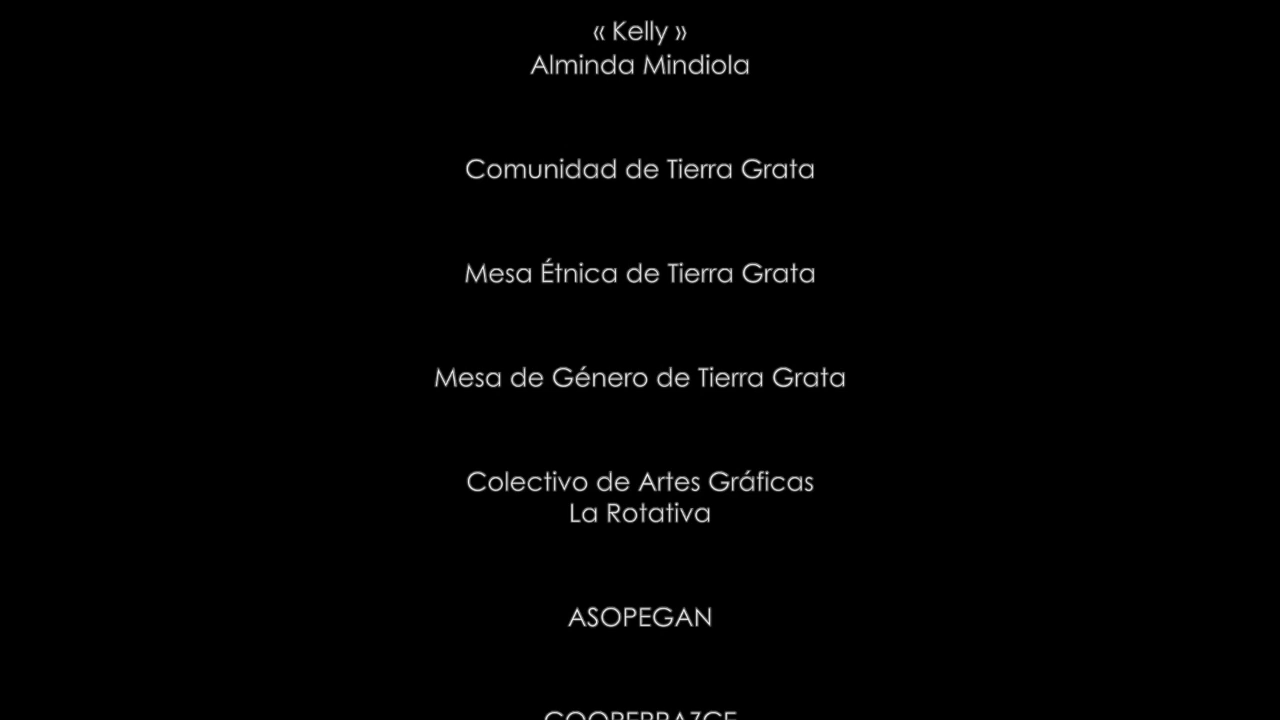 « Kelly »
Alminda Mindiola
Comunidad de Tierra Grata
Mesa Étnica de Tierra Grata
Mesa de Género de Tierra Grata
Colectivo de Artes Gráficas
La Rotativa
ASOPEGAN